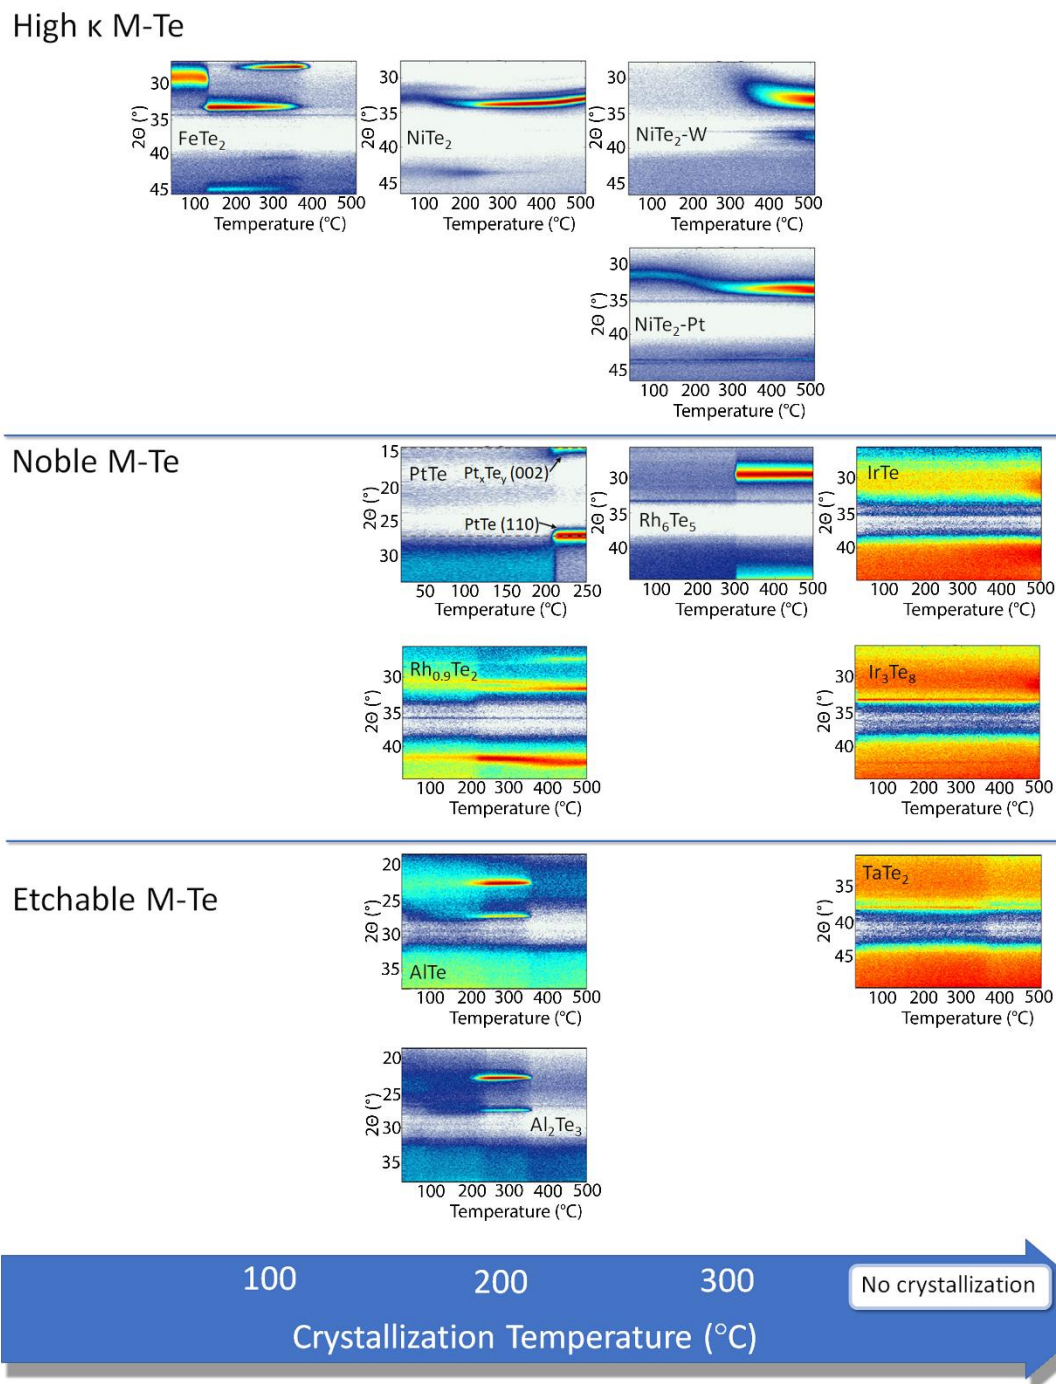 High κ M-Te
30
35
40
45
2Θ (°)
FeTe2
100 200 300 400 500
Temperature (°C)
30
35
40
45
2Θ (°)
NiTe2
100 200 300 400 500
Temperature (°C)
30
35
40
45
2Θ (°)
NiTe2-W
100 200 300 400 500
Temperature (°C)
30
35
40
45
2Θ (°)
NiTe2-Pt
100 200 300 400 500
Temperature (°C)
Noble M-Te
15
20
25
30
2Θ (°)
PtTe
PtxTey (002)
PtTe (110)
50 100 150 200 250
Temperature (°C)
30
35
40
2Θ (°)
Rh6Te5
100 200 300 400 500
Temperature (°C)
30
35
40
2Θ (°)
IrTe
100 200 300 400 500
Temperature (°C)
30
35
40
2Θ (°)
Rh0.9Te2
100 200 300 400 500
Temperature (°C)
30
35
40
2Θ (°)
Ir3Te8
100 200 300 400 500
Temperature (°C)
Etchable M-Te
20
25
30
35
2Θ (°)
AlTe
100 200 300 400 500
Temperature (°C)
35
40
45
2Θ (°)
TaTe2
100 200 300 400 500
Temperature (°C)
20
25
30
35
2Θ (°)
Al2Te3
100 200 300 400 500
Temperature (°C)
100 200 300 No crystallization
Crystallization Temperature (°C)